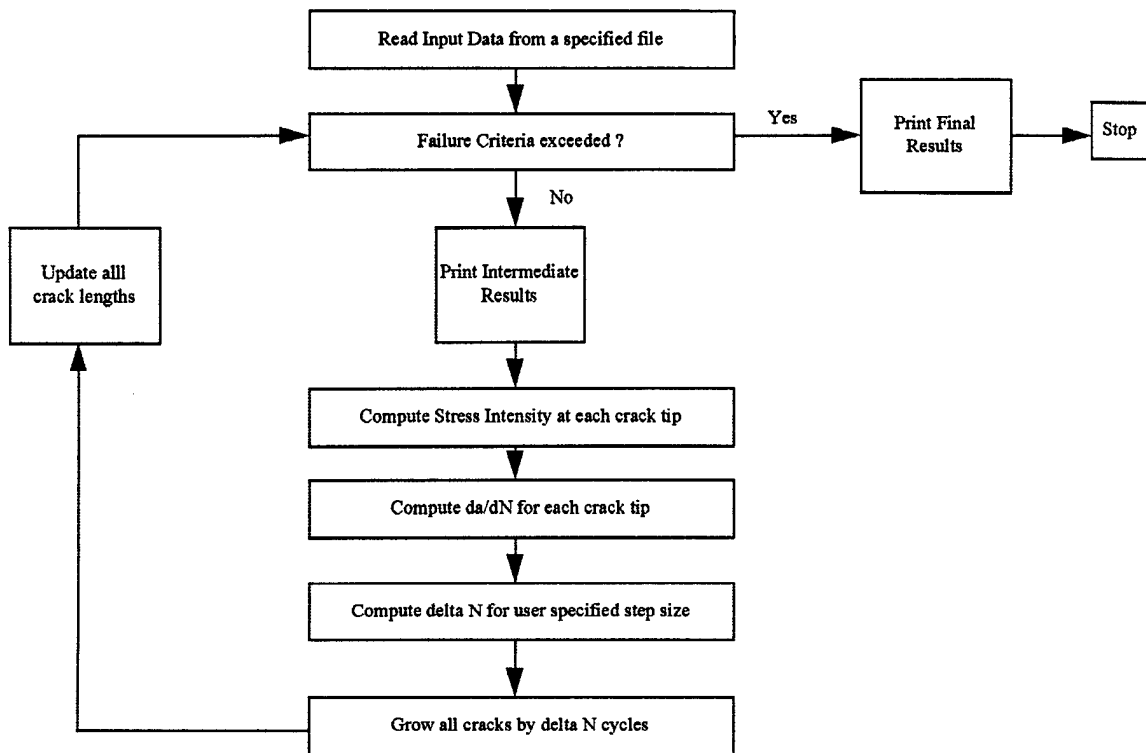 Read Input Data from a specified file
Failure Criteria exceeded ?
Yes
Print Final
Results
Stop
No
Print Intermediate
Results
Update alll
crack lengths
Compute Stress Intensity at each crack tip
Compute da/dN for each crack tip
Compute delta N for user specified step size
Grow all cracks by delta N cycles